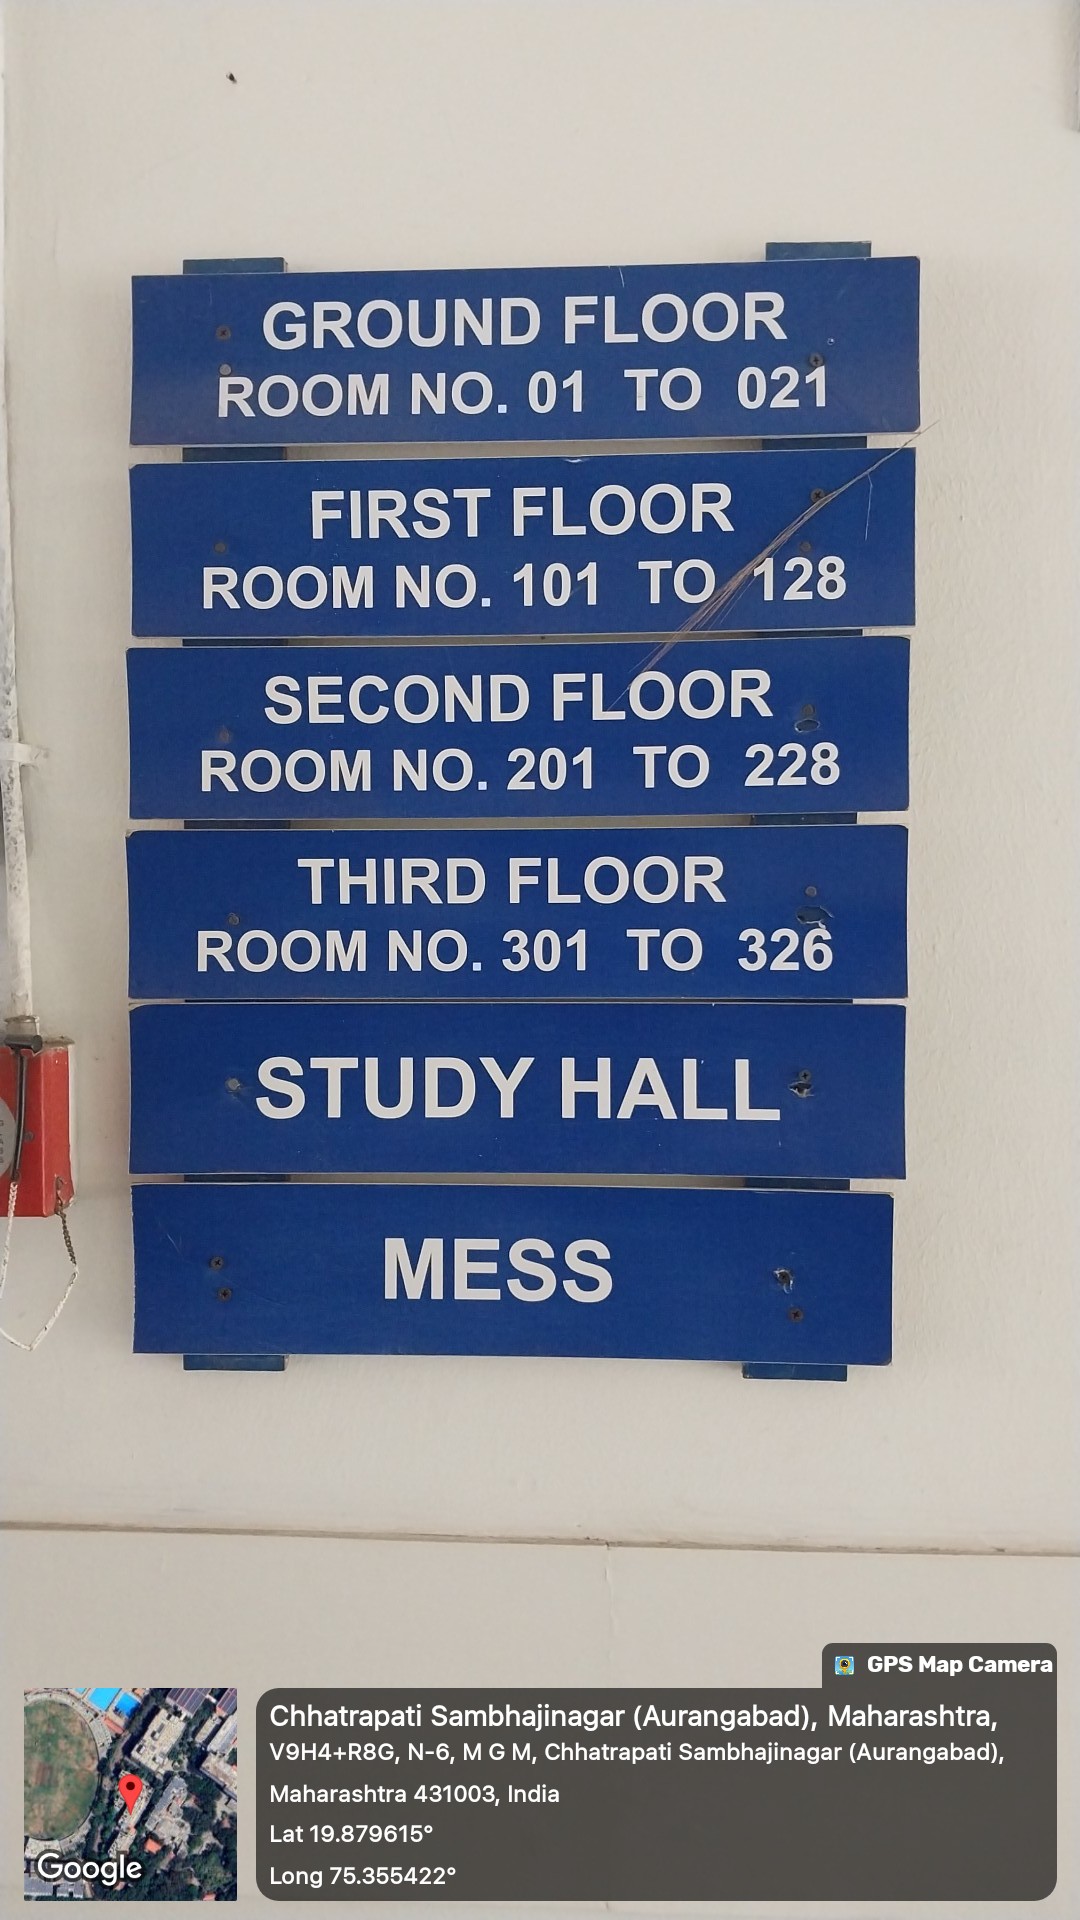 GROUND FLOOR
ROOM NO. 01 TO 021
FIRST FLOOR
ROOM NO. 101 TO 128
SECOND FLOOR
ROOM NO. 201 TO 228
THIRD FLOOR
ROOM NO. 301 TO 326
STUDY HALL
MESS
GPS Map Camera
Chhatrapati Sambhajinagar (Aurangabad), Maharashtra,
V9H4+R8G, N-6, M G M, Chhatrapati Sambhajinagar (Aurangabad),
Maharashtra 431003, India
Lat 19.879615°
Long 75.355422°
Google